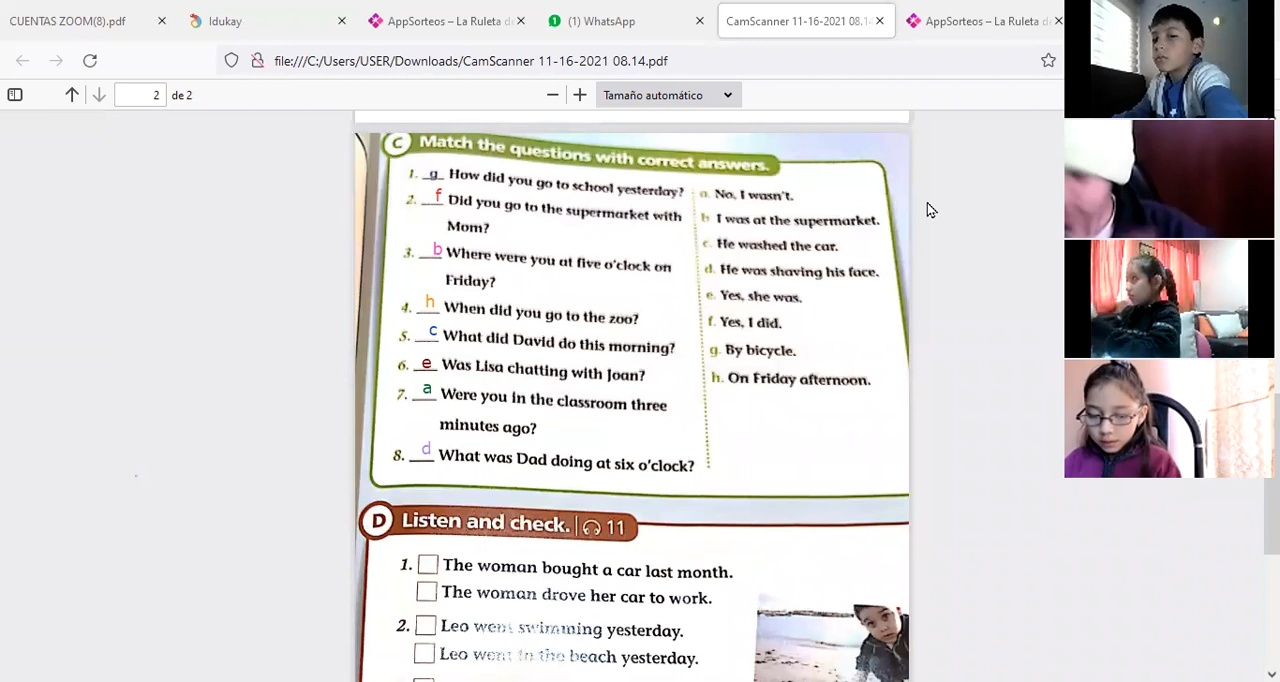 CUENTAS ZOOM(8).pdf
Idukay
AppSorteos – La Ruleta de
(1) WhatsApp
CamScanner 11-16-2021 08.14
AppSorteos – La Ruleta de
file:///C:/Users/USER/Downloads/CamScanner 11-16-2021 08.14.pdf
2 de 2
Tamaño automático
C Match the questions with correct answers.
1. g How did you go to school yesterday?
2. f Did you go to the supermarket with
Mom?
3. b Where were you at five o'clock on
Friday?
4. h When did you go to the zoo?
5. c What did David do this morning?
6. e Was Lisa chatting with Joan?
7. a Were you in the classroom three
minutes ago?
8. d What was Dad doing at six o'clock?
a. No, I wasn't.
b. I was at the supermarket.
c. He washed the car.
d. He was shaving his face.
e. Yes, she was.
f. Yes, I did.
g. By bicycle.
h. On Friday afternoon.
D Listen and check. 11
1. The woman bought a car last month.
The woman drove her car to work.
2. Leo went swimming yesterday.
Leo went to the beach yesterday.